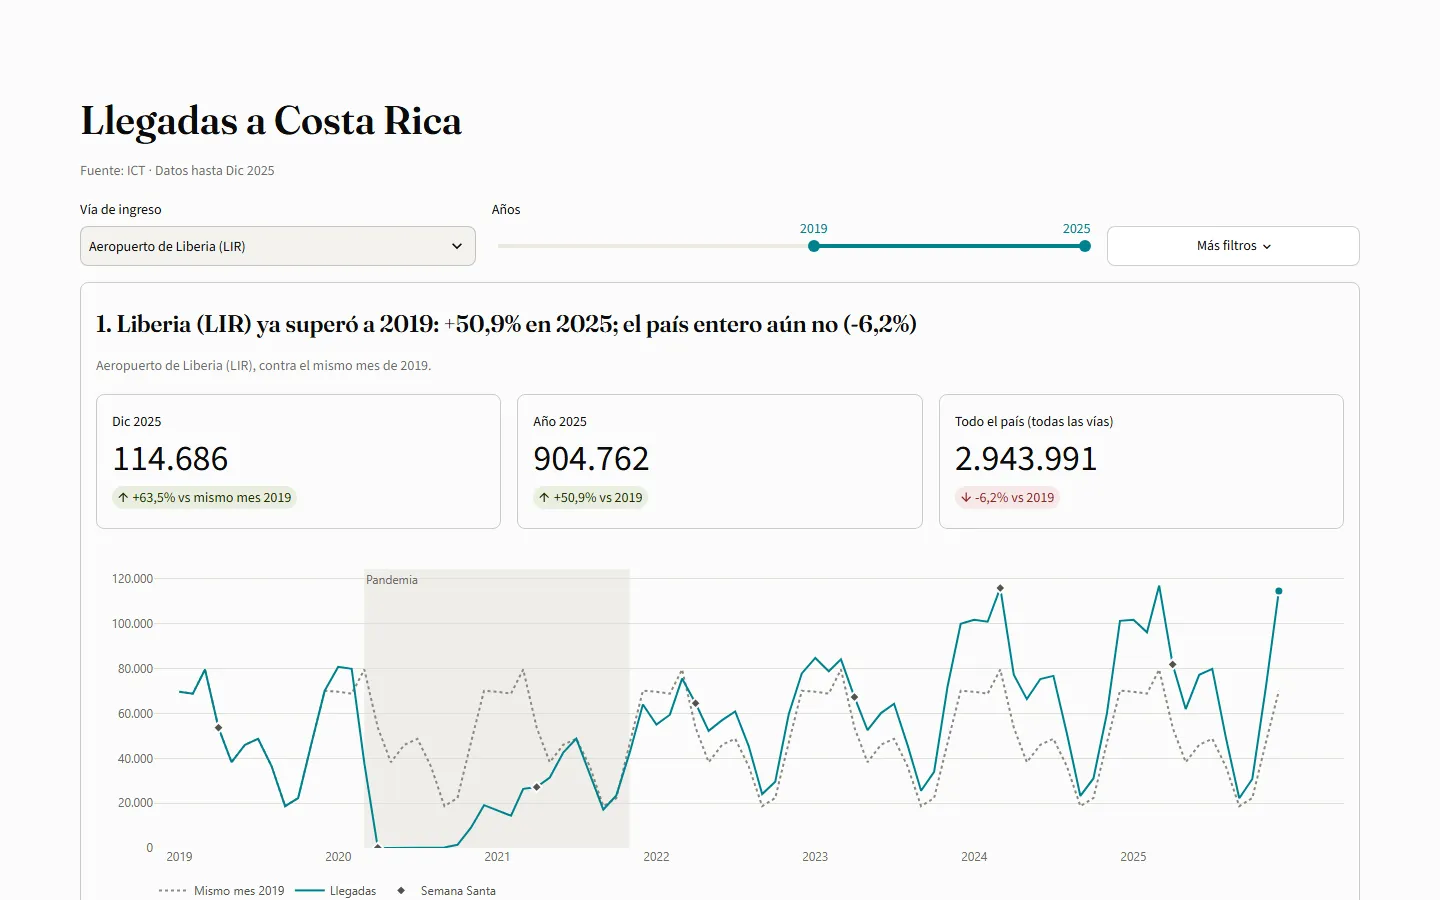 Llegadas a Costa Rica
Fuente: ICT · Datos hasta Dic 2025
Vía de ingreso
Años
Aeropuerto de Liberia (LIR)
2019
2025
Más filtros
1. Liberia (LIR) ya superó a 2019: +50,9% en 2025; el país entero aún no (-6,2%)
Aeropuerto de Liberia (LIR), contra el mismo mes de 2019.
Dic 2025
114.686
↑ +63,5% vs mismo mes 2019
Año 2025
904.762
↑ +50,9% vs 2019
Todo el país (todas las vías)
2.943.991
↓ -6,2% vs 2019
Pandemia
120.000
100.000
80.000
60.000
40.000
20.000
0
2019 2020 2021 2022 2023 2024 2025
Mismo mes 2019 Llegadas Semana Santa